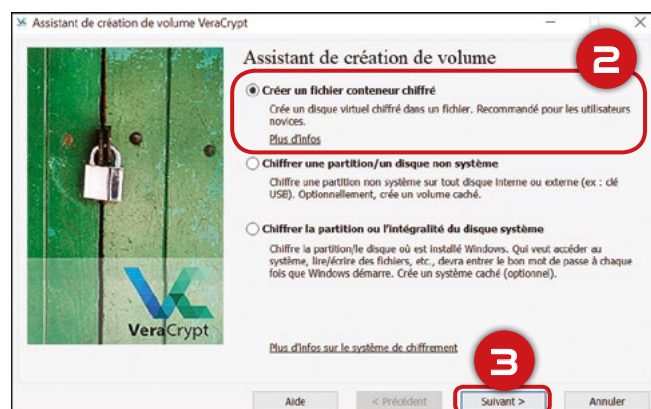 Assistant de création de volume VeraCrypt
Assistant de création de volume
2
Créer un fichier conteneur chiffré
Crée un disque virtuel chiffré dans un fichier. Recommandé pour les utilisateurs
novices.
Plus d'infos
Chiffrer une partition/un disque non système
Chiffre une partition non système sur tout disque interne ou externe (ex : clé
USB). Optionnellement, crée un volume caché.
Chiffrer la partition ou l'intégralité du disque système
Chiffre la partition/le disque où est installé Windows. Qui veut accéder au
système, lire/écrire des fichiers, etc., devra entrer le bon mot de passe à chaque
fois que Windows démarre. Crée un système caché (optionnel).
VeraCrypt
Plus d'infos sur le système de chiffrement
3
Aide < Précédent Suivant > Annuler